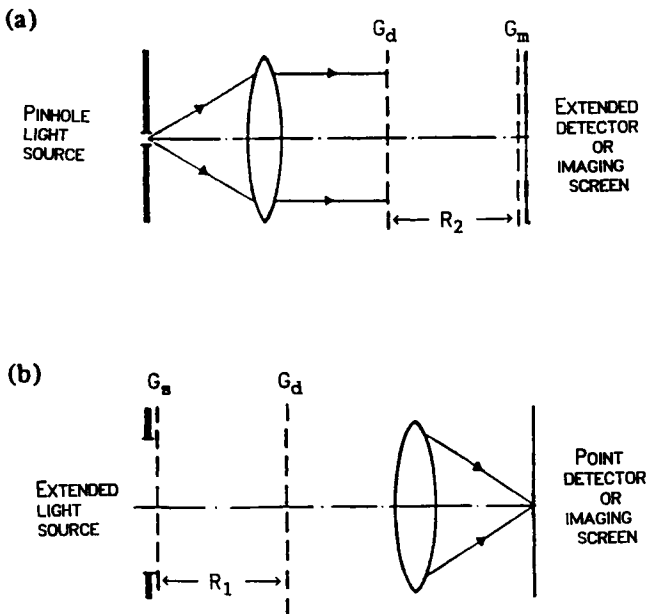 (a)
G_d
G_m
PINHOLE
LIGHT
SOURCE
EXTENDED
DETECTOR
OR
IMAGING
SCREEN
R_2
(b)
G_s
G_d
EXTENDED
LIGHT
SOURCE
POINT
DETECTOR
OR
IMAGING
SCREEN
R_1